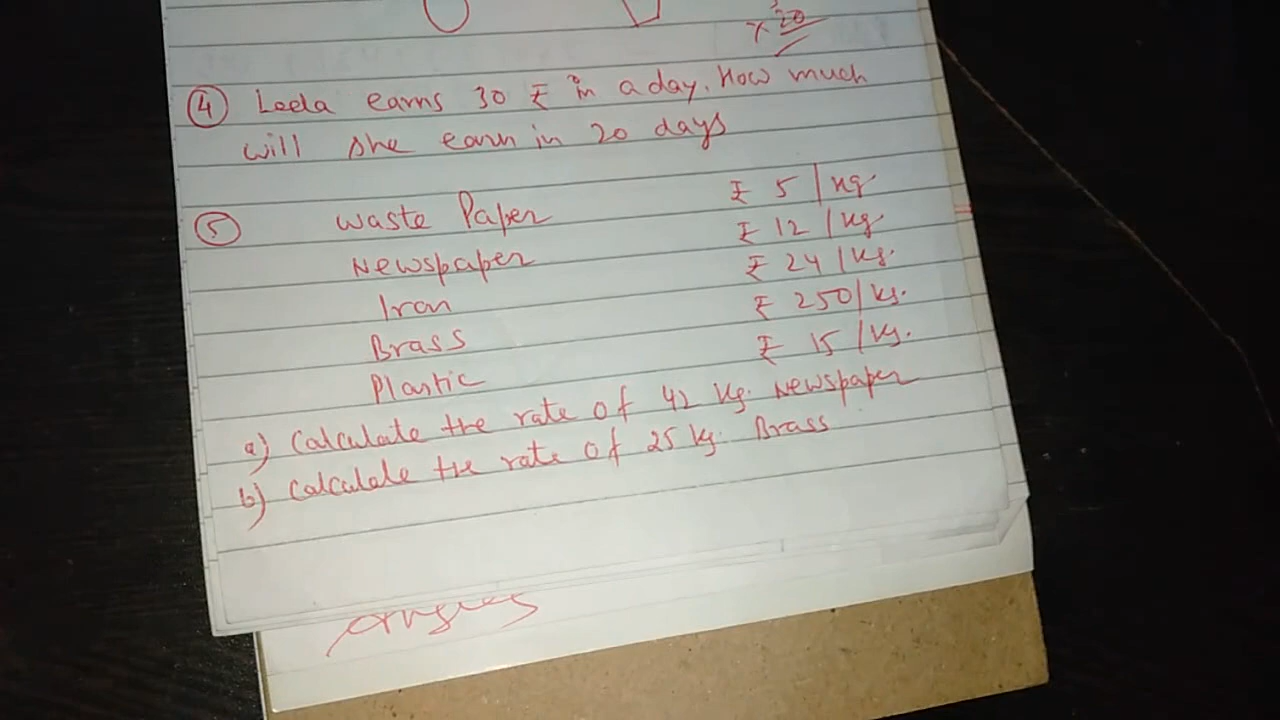 x 20
④ Leela earns 30 ₹ in a day. How much
will she earn in 20 days
⑤ Waste Paper ₹ 5 / kg
Newspaper ₹ 12 / kg
Iron ₹ 24 / kg.
Brass ₹ 250 / kg.
Plastic ₹ 15 / kg.
a) Calculate the rate of 42 kg. Newspaper
b) Calculate the rate of 25 kg. Brass